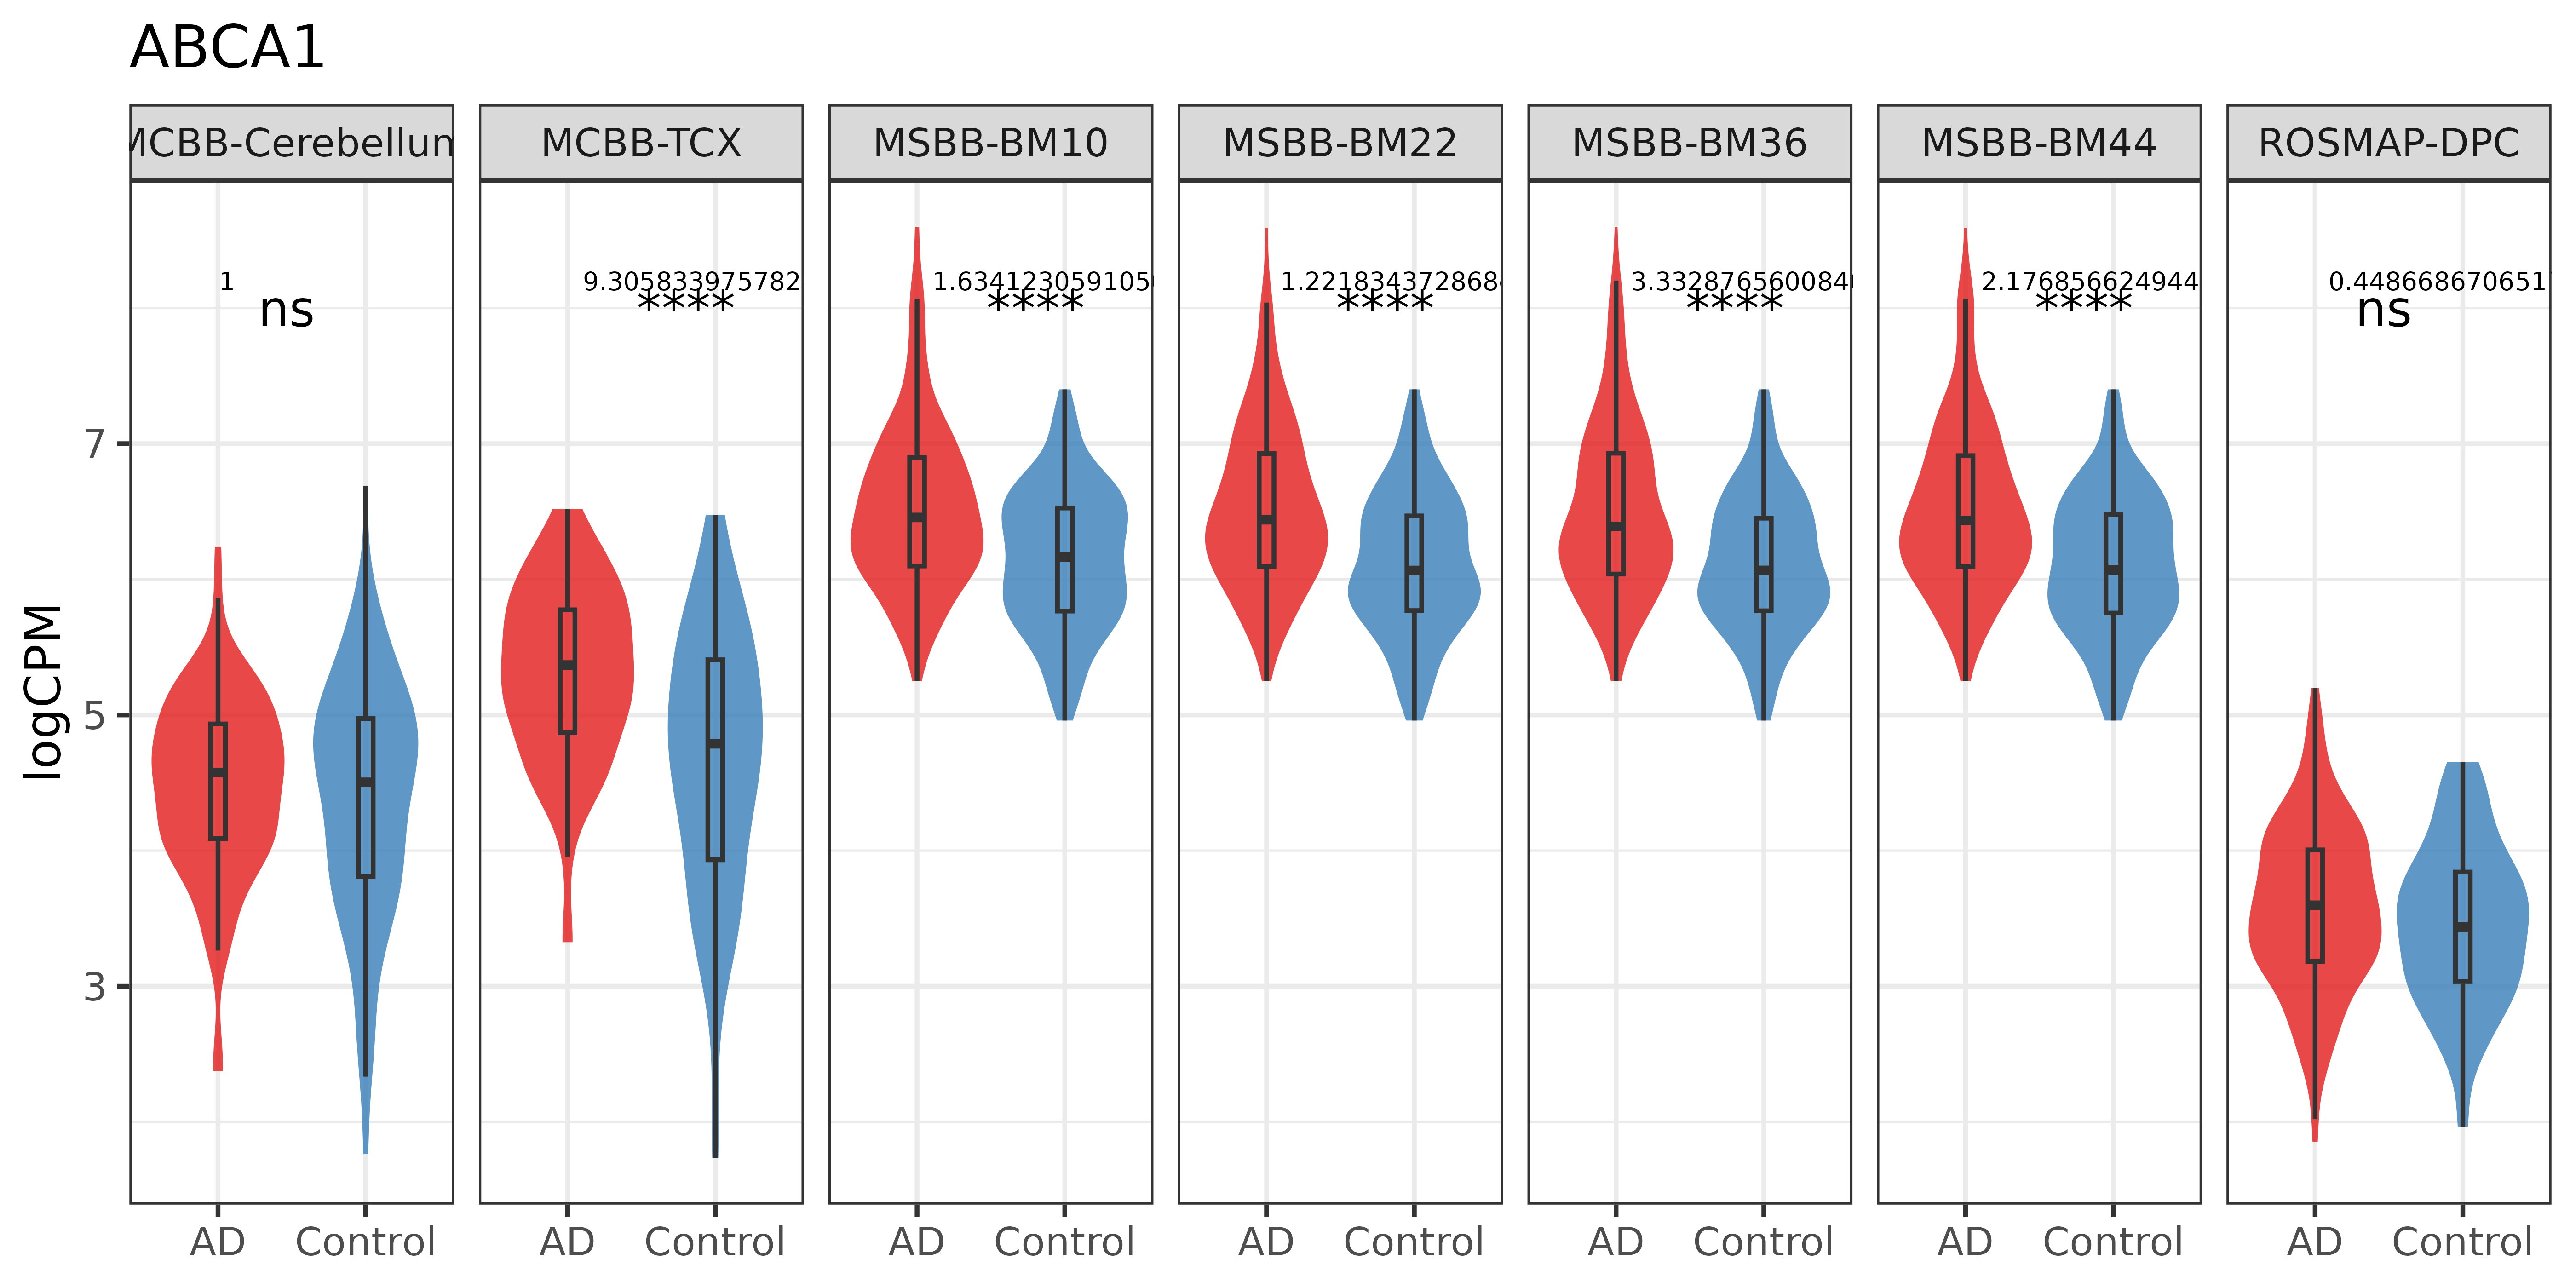 ABCA1
MCBB-Cerebellum
MCBB-TCX
MSBB-BM10
MSBB-BM22
MSBB-BM36
MSBB-BM44
ROSMAP-DPC
1
9.305833975782
1.634123059105
1.221834372868
3.332876560084
2.176856624944
0.448668670651
ns
****
****
****
****
****
ns
logCPM
7
5
3
AD Control
AD Control
AD Control
AD Control
AD Control
AD Control
AD Control